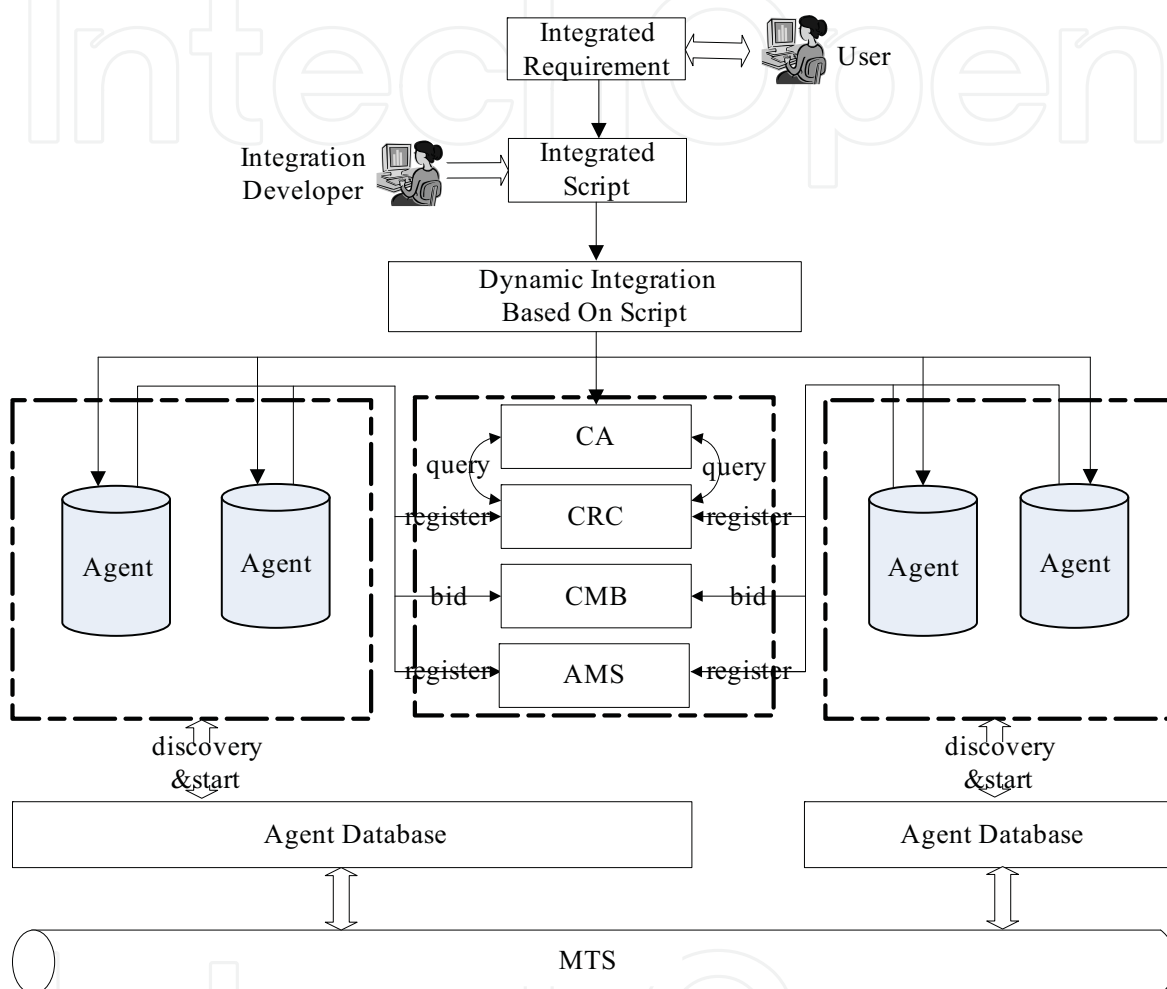 IntechOpen
Integrated
Requirement
User
Integration
Developer
Integrated
Script
Dynamic Integration
Based On Script
CA
query
query
CRC
register
register
Agent
Agent
Agent
Agent
CMB
bid
bid
AMS
register
register
discovery
&start
discovery
&start
Agent Database
Agent Database
MTS